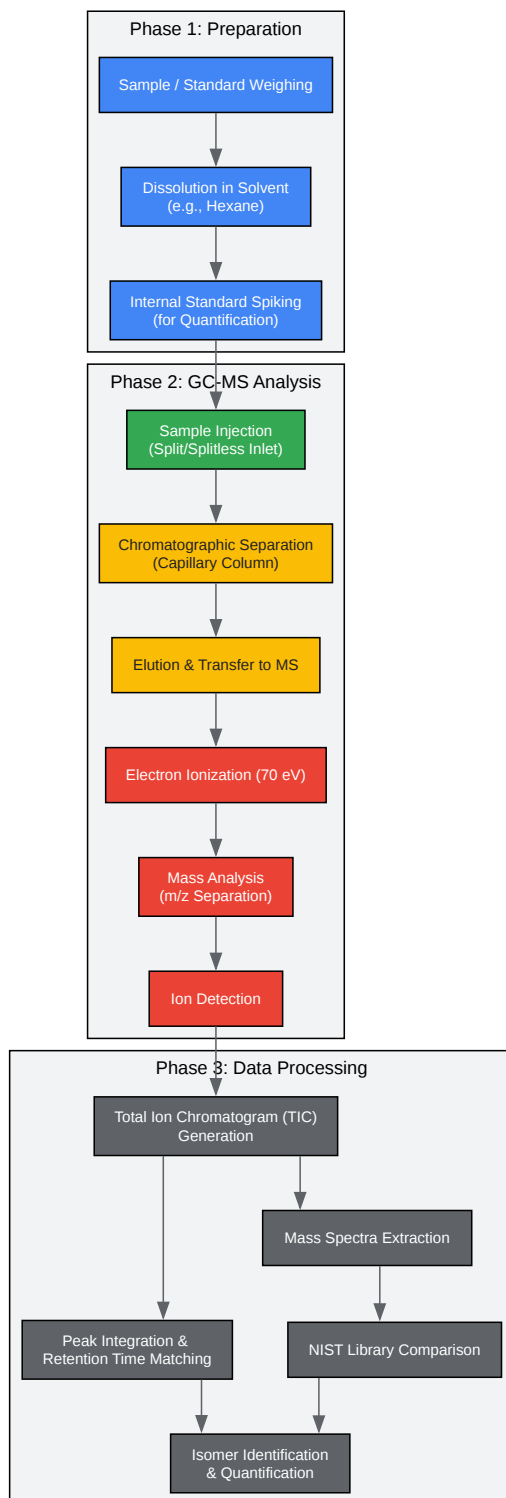 Phase 1: Preparation
Sample / Standard Weighing
Dissolution in Solvent
(e.g., Hexane)
Internal Standard Spiking
(for Quantification)
Phase 2: GC-MS Analysis
Sample Injection
(Split/Splitless Inlet)
Chromatographic Separation
(Capillary Column)
Elution & Transfer to MS
Electron Ionization (70 eV)
Mass Analysis
(m/z Separation)
Ion Detection
Phase 3: Data Processing
Total Ion Chromatogram (TIC)
Generation
Mass Spectra Extraction
Peak Integration &
Retention Time Matching
NIST Library Comparison
Isomer Identification
& Quantification